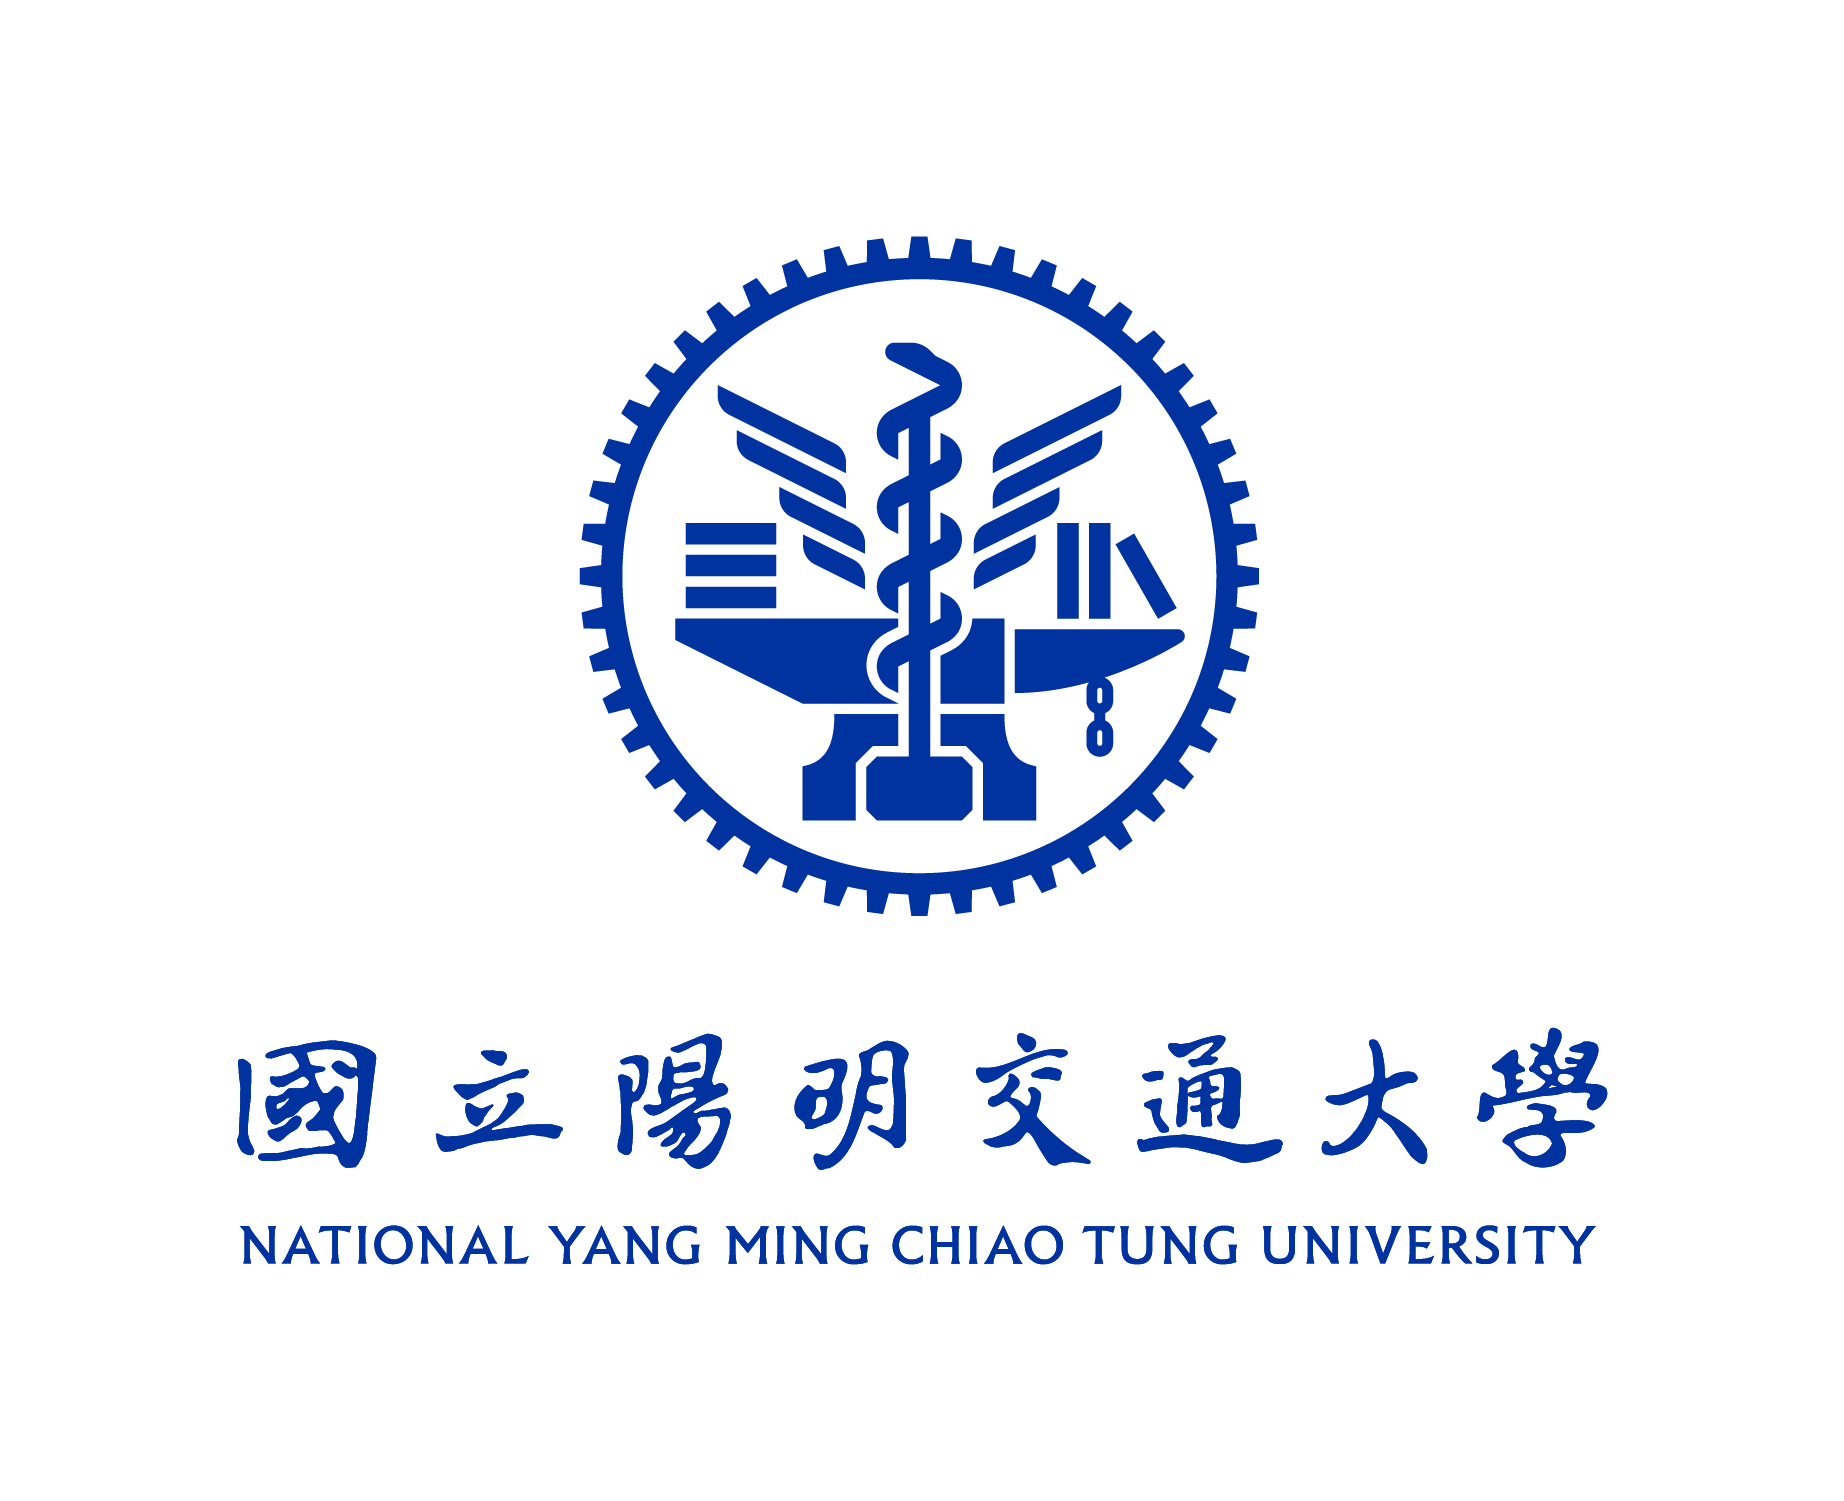 國立陽明交通大學
NATIONAL YANG MING CHIAO TUNG UNIVERSITY